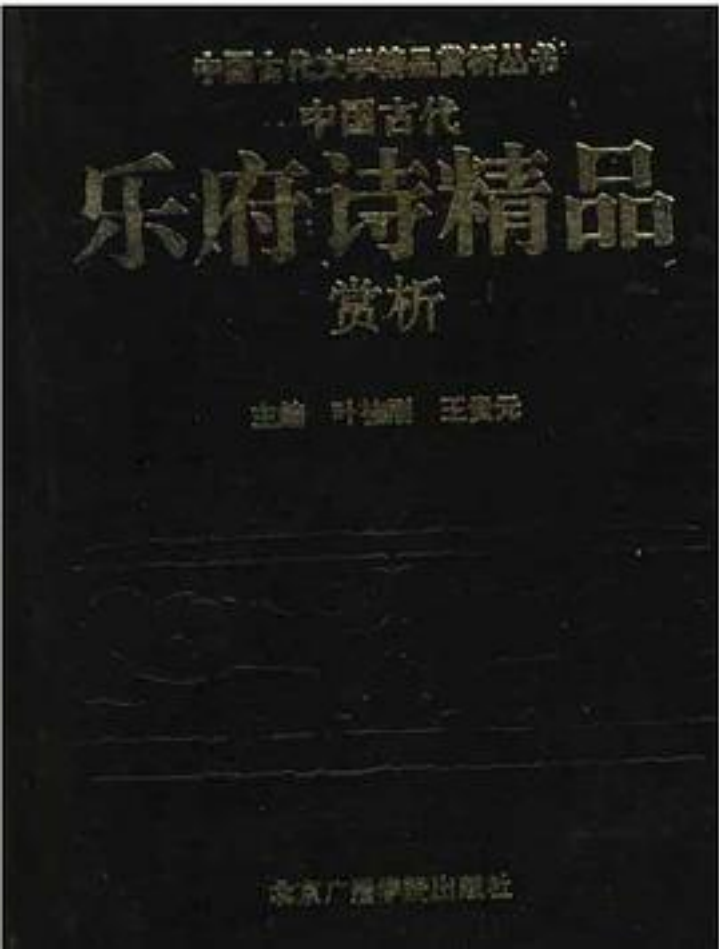 中国古代文学精品赏析丛书
中国古代
乐府诗精品
赏析
主编 叶桂刚 王贵元
北京广播学院出版社